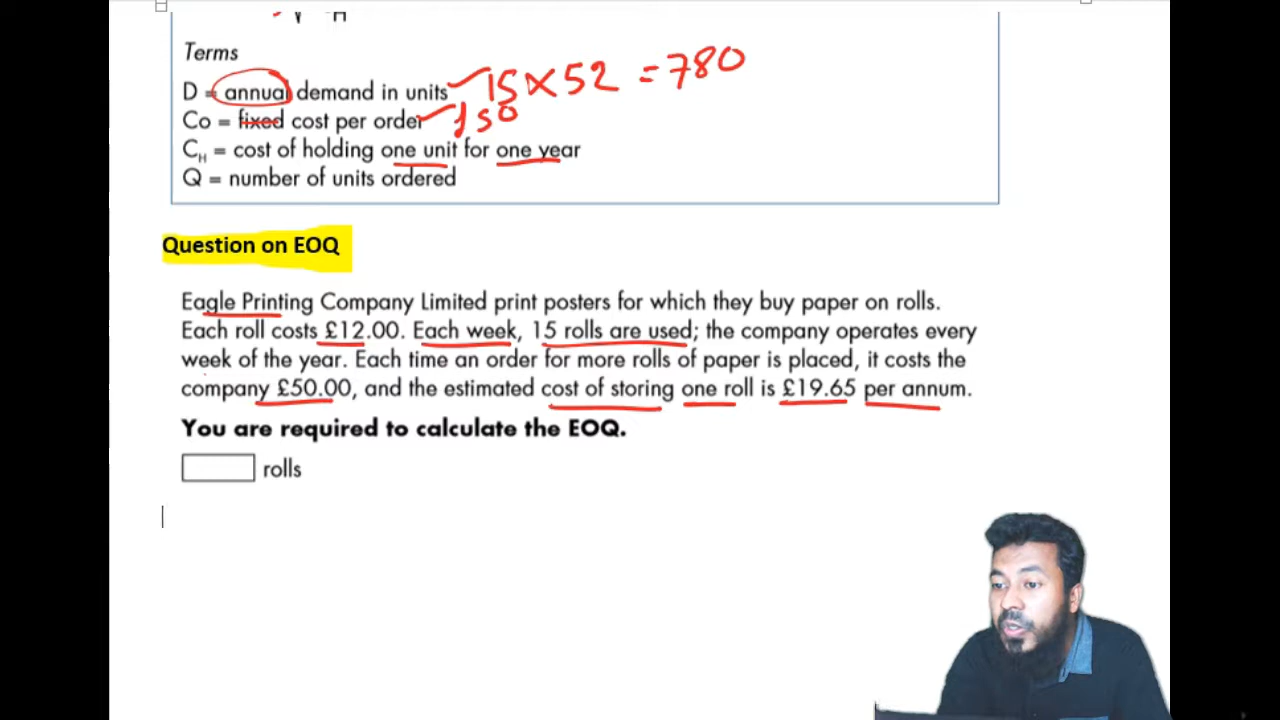 Terms
D = annual demand in units 15 × 52 = 780
Co = fixed cost per order £50
CH = cost of holding one unit for one year
Q = number of units ordered
Question on EOQ
Eagle Printing Company Limited print posters for which they buy paper on rolls.
Each roll costs £12.00. Each week, 15 rolls are used; the company operates every
week of the year. Each time an order for more rolls of paper is placed, it costs the
company £50.00, and the estimated cost of storing one roll is £19.65 per annum.
You are required to calculate the EOQ.
rolls